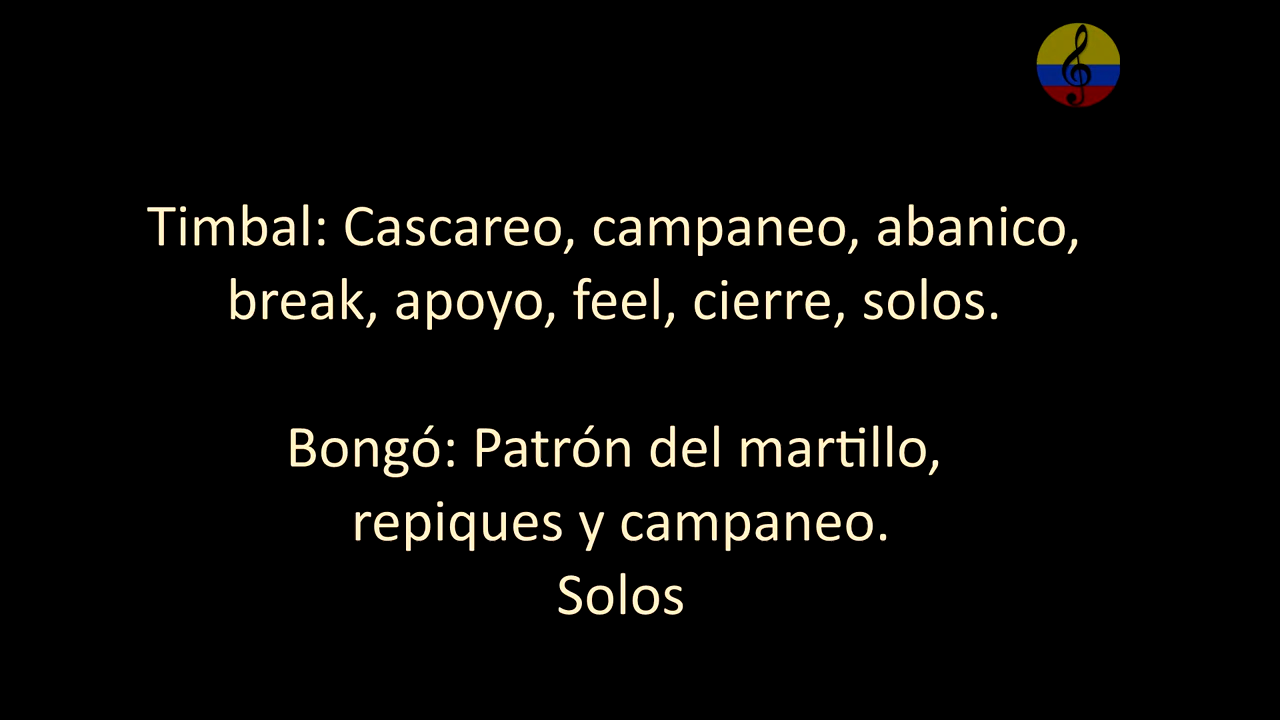 Timbal: Cascareo, campaneo, abanico,
break, apoyo, feel, cierre, solos.
Bongó: Patrón del martillo,
repiques y campaneo.
Solos